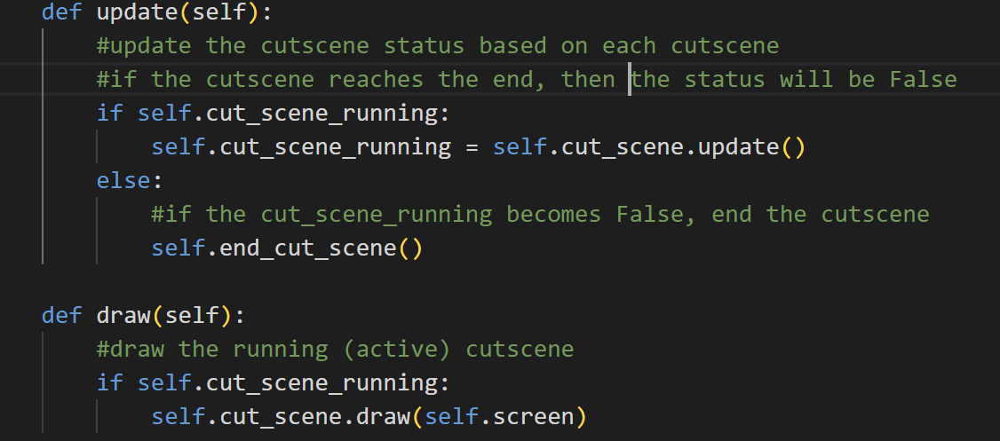 def update(self):
    #update the cutscene status based on each cutscene
    #if the cutscene reaches the end, then the status will be False
    if self.cut_scene_running:
        self.cut_scene_running = self.cut_scene.update()
    else:
        #if the cut_scene_running becomes False, end the cutscene
        self.end_cut_scene()

def draw(self):
    #draw the running (active) cutscene
    if self.cut_scene_running:
        self.cut_scene.draw(self.screen)